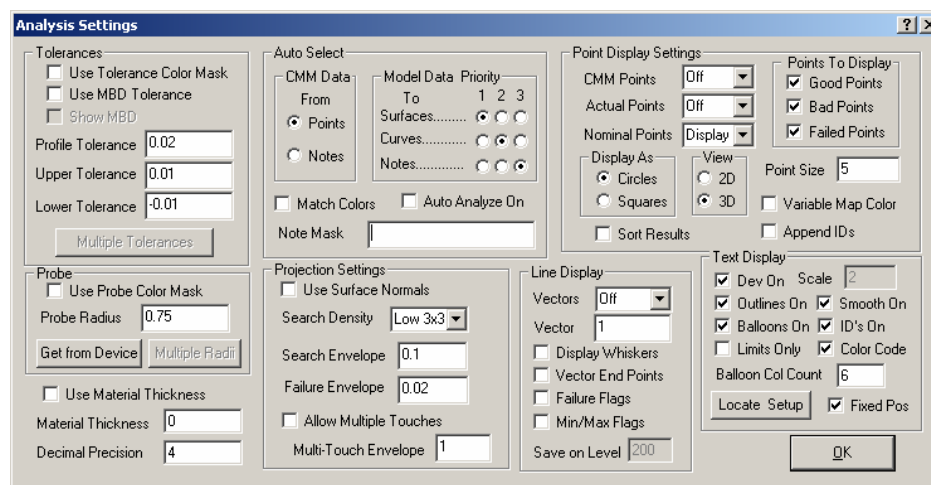 Analysis Settings
Tolerances
Use Tolerance Color Mask
Use MBD Tolerance
Show MBD
Profile Tolerance 0.02
Upper Tolerance 0.01
Lower Tolerance -0.01
Multiple Tolerances
Probe
Use Probe Color Mask
Probe Radius 0.75
Get from Device Multiple Radii
Use Material Thickness
Material Thickness 0
Decimal Precision 4
Auto Select
CMM Data
From
Points
Notes
Model Data Priority
To 1 2 3
Surfaces.........
Curves.............
Notes..............
Match Colors Auto Analyze On
Note Mask
Projection Settings
Use Surface Normals
Search Density Low 3x3
Search Envelope 0.1
Failure Envelope 0.02
Allow Multiple Touches
Multi-Touch Envelope 1
Line Display
Vectors Off
Vector 1
Display Whiskers
Vector End Points
Failure Flags
Min/Max Flags
Save on Level 200
Point Display Settings
CMM Points Off
Actual Points Off
Nominal Points Display
Points To Display
Good Points
Bad Points
Failed Points
Display As
Circles
Squares
View
2D
3D
Point Size 5
Variable Map Color
Sort Results
Append IDs
Text Display
Dev On Scale 2
Outlines On Smooth On
Balloons On ID's On
Limits Only Color Code
Balloon Col Count 6
Locate Setup Fixed Pos
OK